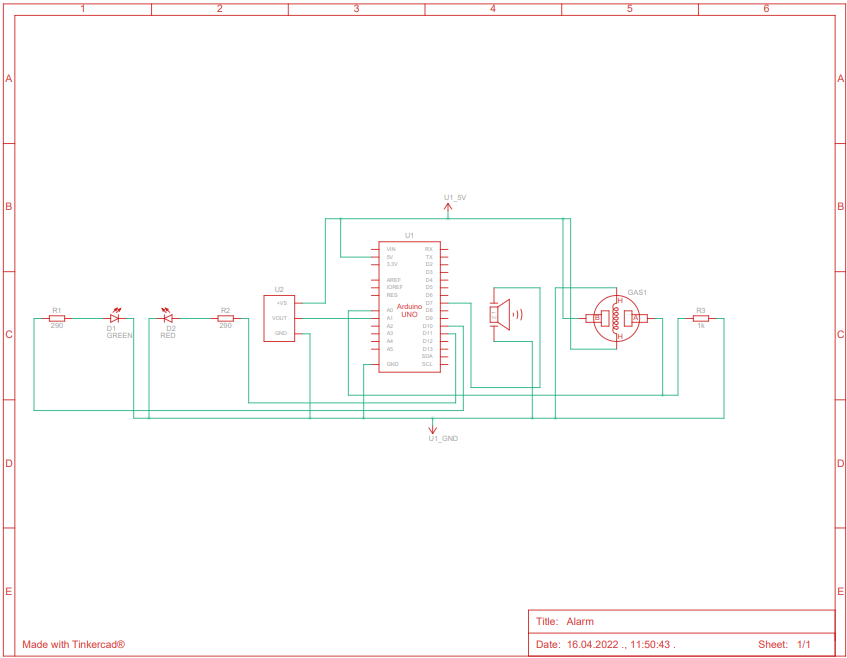 1 2 3 4 5 6
A A
U1_5V
B B
U1
VIN RX
5V TX
3.3V D2
D3
AREF D4
IOREF D5
RES D6
D7
A0 D8
A1 D9
A2 D10
A3 D11
A4 D12
A5 D13
SDA
GND SCL
Arduino
UNO
U2
+VS
VOUT
GND
GAS1
H
B A
H
R1
290
D1
GREEN
D2
RED
R2
290
R3
1k
C C
U1_GND
D D
E E
Title: Alarm
Made with Tinkercad®
Date: 16.04.2022 ., 11:50:43 . Sheet: 1/1